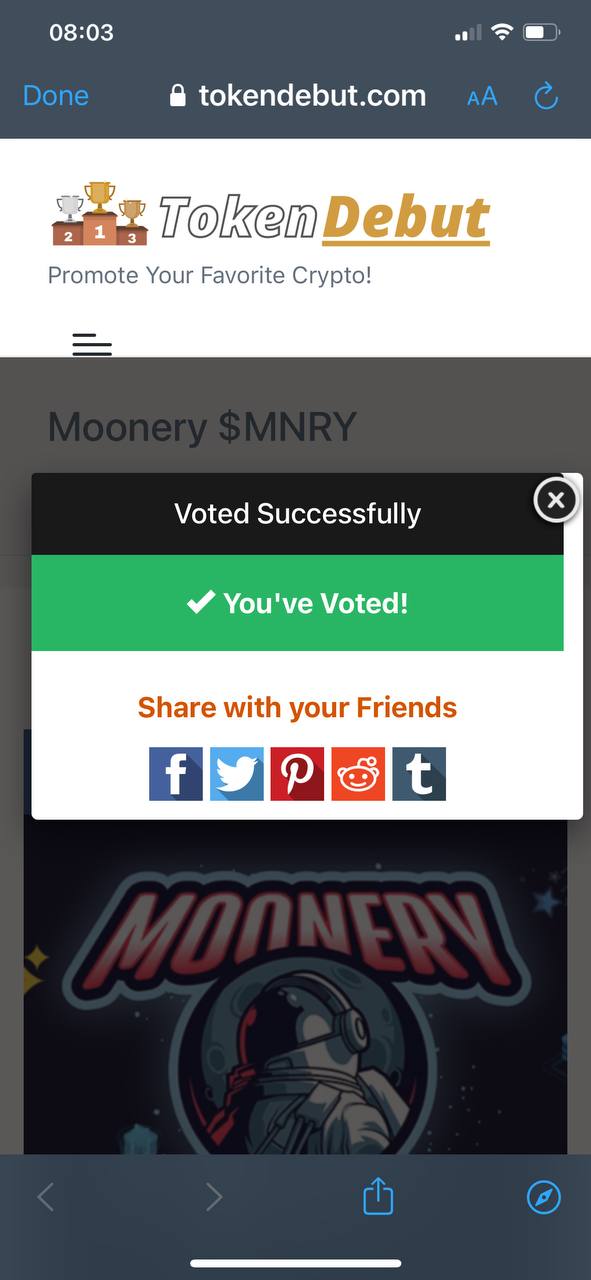 08:03
Done
tokendebut.com
AA
2 1 3
TokenDebut
Promote Your Favorite Crypto!
Moonery $MNRY
Voted Successfully
You've Voted!
Share with your Friends
MOONERY